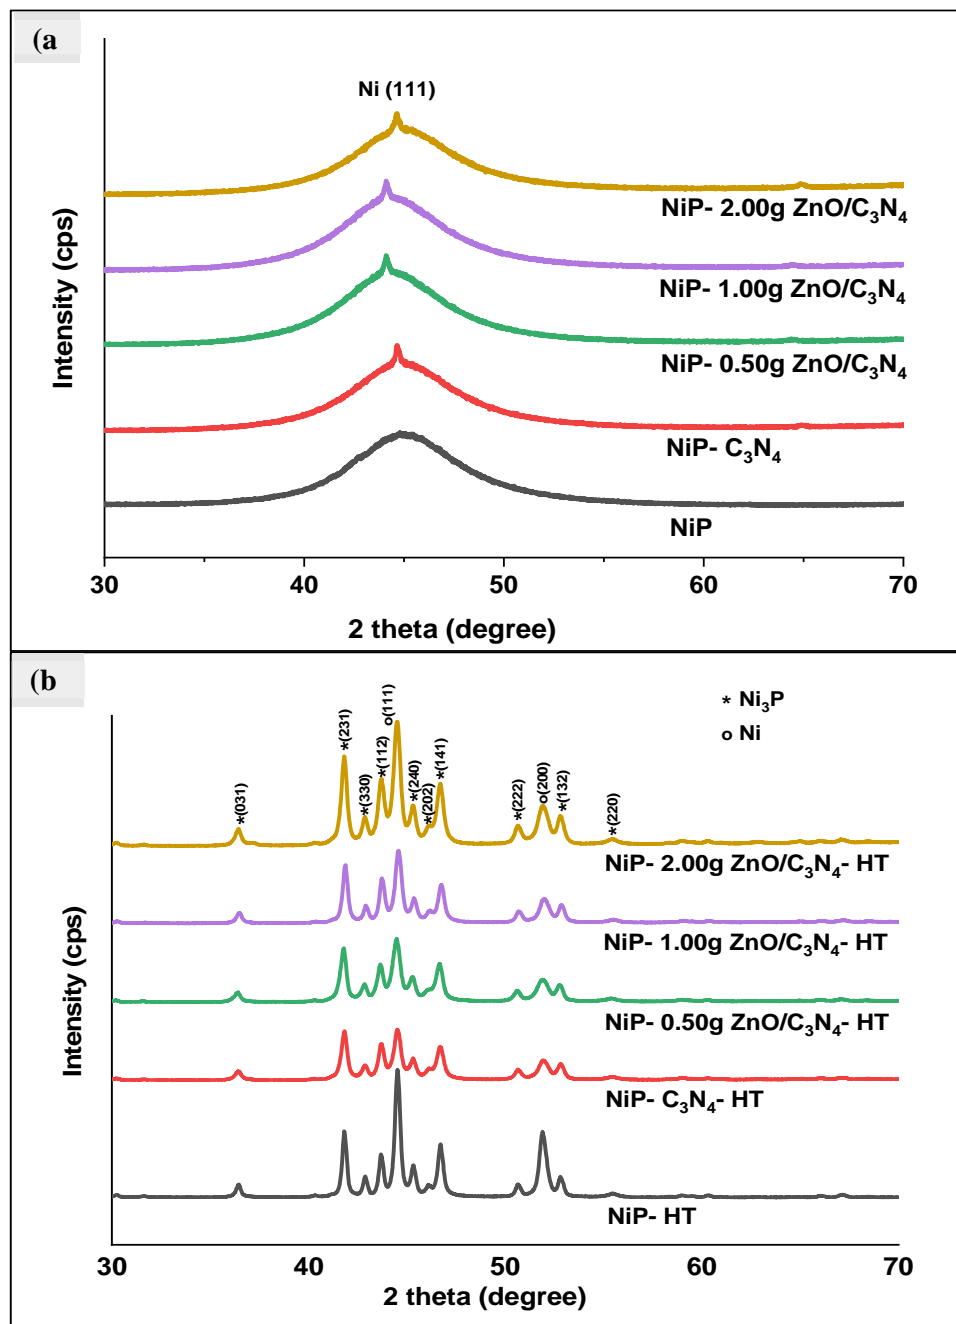 (a
Ni (111)
NiP- 2.00g ZnO/C₃N₄
NiP- 1.00g ZnO/C₃N₄
NiP- 0.50g ZnO/C₃N₄
NiP- C₃N₄
NiP
Intensity (cps)
30 40 50 60 70
2 theta (degree)
(b
* Ni₃P
o Ni
*(031)
*(231)
*(330)
*(112)
o(111)
*(240)
*(202)
*(141)
*(222)
o(200)
*(132)
*(220)
NiP- 2.00g ZnO/C₃N₄- HT
NiP- 1.00g ZnO/C₃N₄- HT
NiP- 0.50g ZnO/C₃N₄- HT
NiP- C₃N₄- HT
NiP- HT
Intensity (cps)
30 40 50 60 70
2 theta (degree)